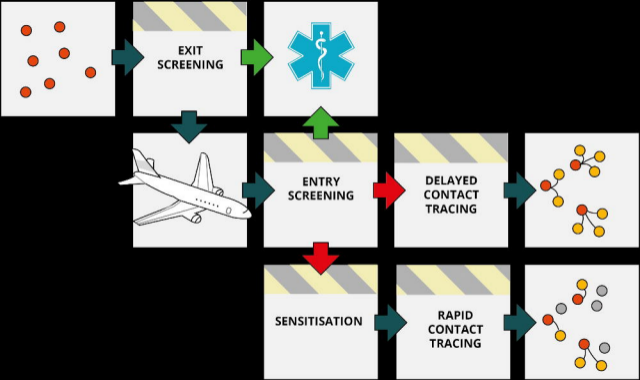 EXIT
SCREENING
ENTRY
SCREENING
DELAYED
CONTACT
TRACING
SENSITISATION
RAPID
CONTACT
TRACING